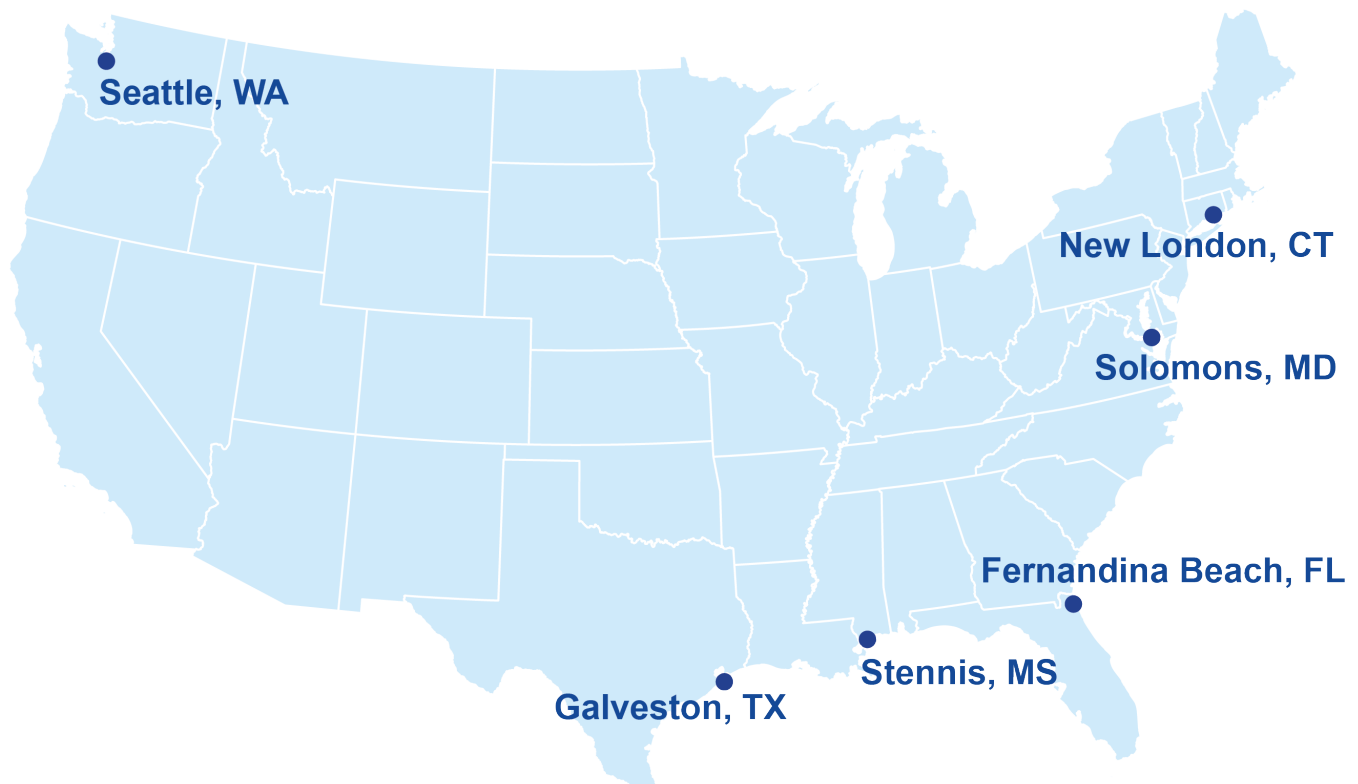 Seattle, WA
New London, CT
Solomons, MD
Fernandina Beach, FL
Stennis, MS
Galveston, TX